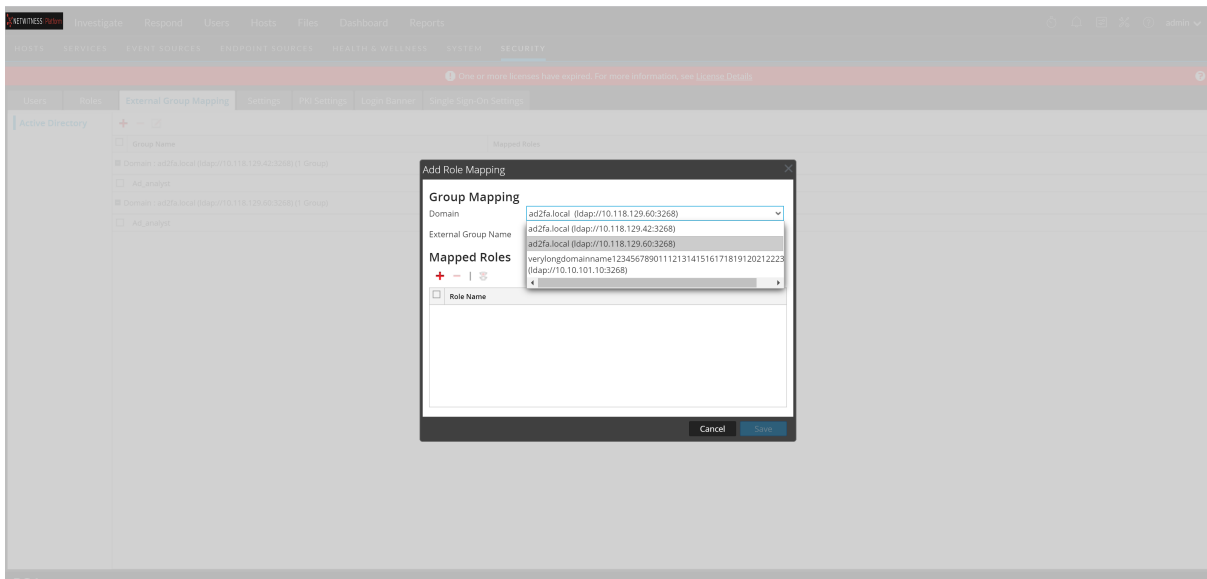 NETWITNESS Platform Investigate Respond Users Hosts Files Dashboard Reports admin
HOSTS SERVICES EVENT SOURCES ENDPOINT SOURCES HEALTH & WELLNESS SYSTEM SECURITY
One or more licenses have expired. For more information, see License Details
Users Roles External Group Mapping Settings PKI Settings Login Banner Single Sign-On Settings
Active Directory
Group Name Mapped Roles
Domain : ad2fa.local (ldap://10.118.129.42:3268) (1 Group)
Ad_analyst
Domain : ad2fa.local (ldap://10.118.129.60:3268) (1 Group)
Ad_analyst
Add Role Mapping
Group Mapping
Domain ad2fa.local (ldap://10.118.129.60:3268)
ad2fa.local (ldap://10.118.129.42:3268)
External Group Name
ad2fa.local (ldap://10.118.129.60:3268)
Mapped Roles
verylongdomainname1234567890111213141516171819120212223
(ldap://10.10.101.10:3268)
Role Name
Cancel Save